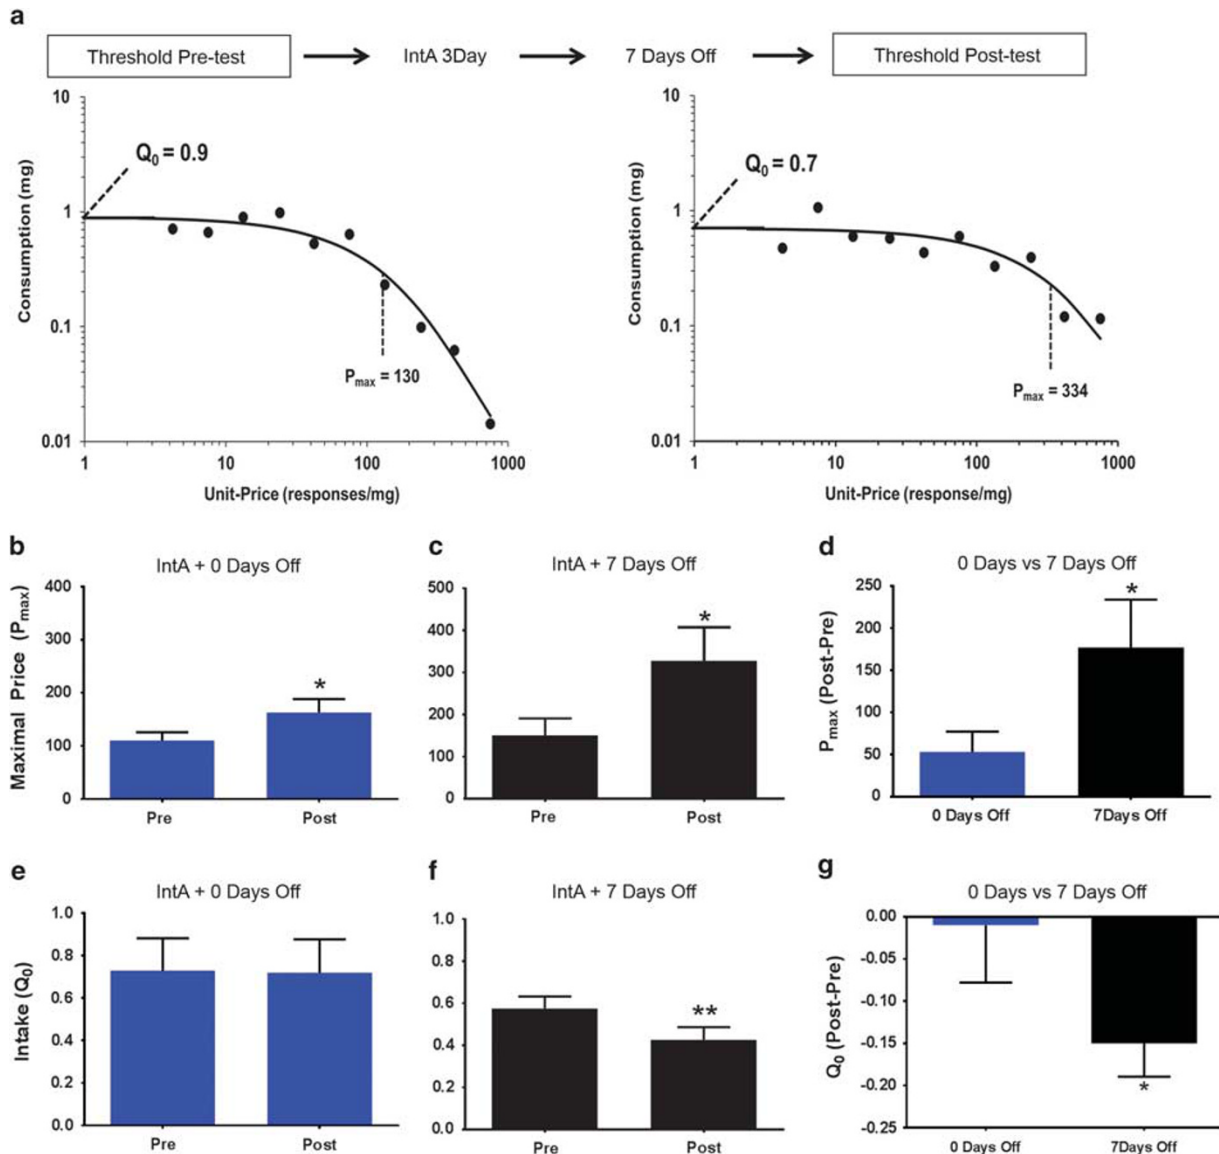 a
Threshold Pre-test IntA 3Day 7 Days Off Threshold Post-test
10
1
0.1
0.01
Consumption (mg)
Q0 = 0.9
Pmax = 130
1 10 100 1000
Unit-Price (responses/mg)
10
1
0.1
0.01
Consumption (mg)
Q0 = 0.7
Pmax = 334
1 10 100 1000
Unit-Price (response/mg)
b
IntA + 0 Days Off
Maximal Price (Pmax)
400
300
200
100
0
*
Pre Post
c
IntA + 7 Days Off
500
400
300
200
100
0
*
Pre Post
d
0 Days vs 7 Days Off
Pmax (Post-Pre)
250
200
150
100
50
0
*
0 Days Off 7Days Off
e
IntA + 0 Days Off
Intake (Q0)
1.0
0.8
0.6
0.4
0.2
0.0
Pre Post
f
IntA + 7 Days Off
1.0
0.8
0.6
0.4
0.2
0.0
**
Pre Post
g
0 Days vs 7 Days Off
Q0 (Post-Pre)
0.00
-0.05
-0.10
-0.15
-0.20
-0.25
*
0 Days Off 7Days Off